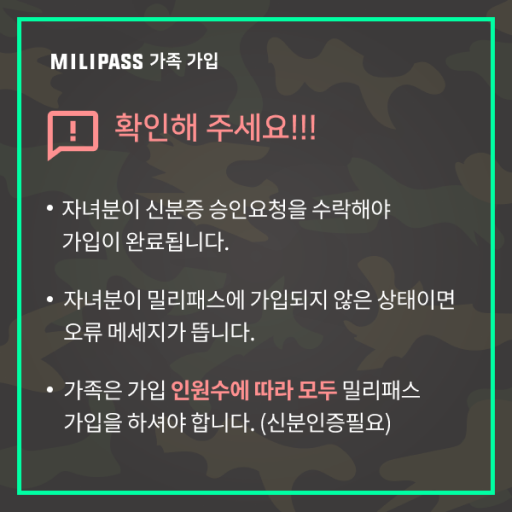 MILIPASS 가족 가입
확인해 주세요!!!
• 자녀분이 신분증 승인요청을 수락해야
가입이 완료됩니다.
• 자녀분이 밀리패스에 가입되지 않은 상태이면
오류 메세지가 뜹니다.
• 가족은 가입 인원수에 따라 모두 밀리패스
가입을 하셔야 합니다. (신분인증필요)